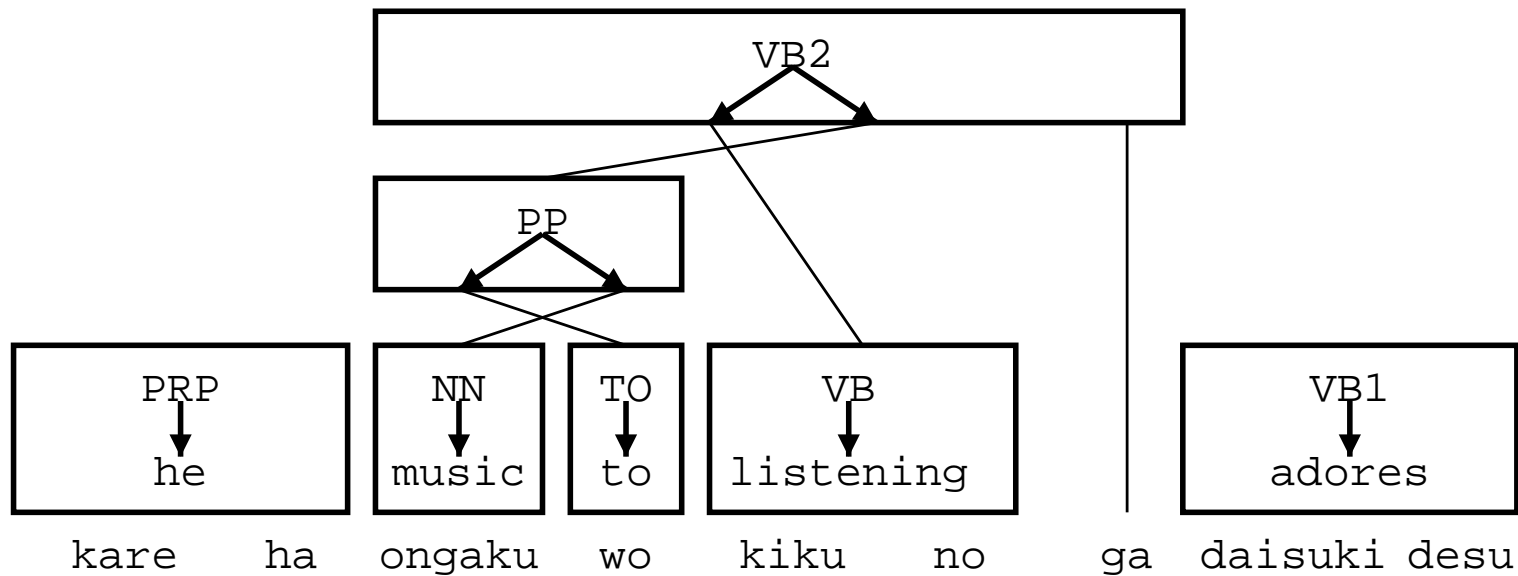 VB2
PP
PRP NN TO VB VB1
he music to listening adores
kare ha ongaku wo kiku no ga daisuki desu